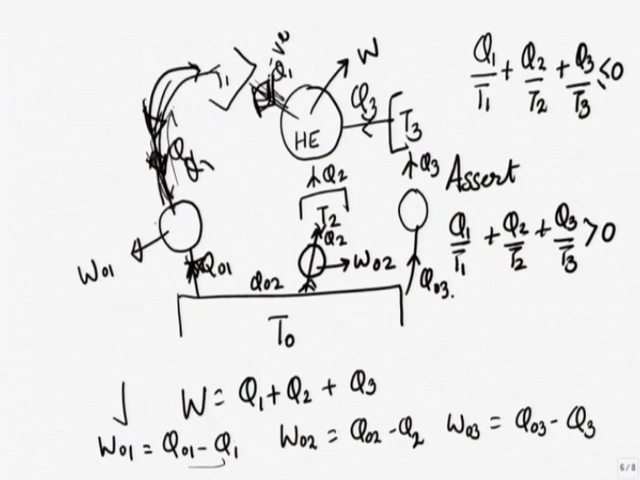 W
Q₁/T₁ + Q₂/T₂ + Q₃/T₃ ≤ 0
T₁
Q₁
-ve
Q₃
T₃
HE
Q₂
Q₃
Assert
T₂
Q₂
Q₁/T₁ + Q₂/T₂ + Q₃/T₃ > 0
W₀₁
Q₀₁
Q₀₂
W₀₂
Q₀₃.
T₀
W = Q₁ + Q₂ + Q₃
W₀₁ = Q₀₁ - Q₁ W₀₂ = Q₀₂ - Q₂ W₀₃ = Q₀₃ - Q₃
6/8